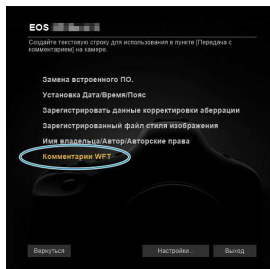 EOS
Создайте текстовую строку для использования в пункте [Передача с
комментарием] на камере.
Замена встроенного ПО.
Установка Дата/Время/Пояс
Зарегистрировать данные корректировки аберрации
Зарегистрированный файл стиля изображения
Имя владельца/Автор/Авторские права
Комментарии WFT
Вернуться
Настройки...
Выход